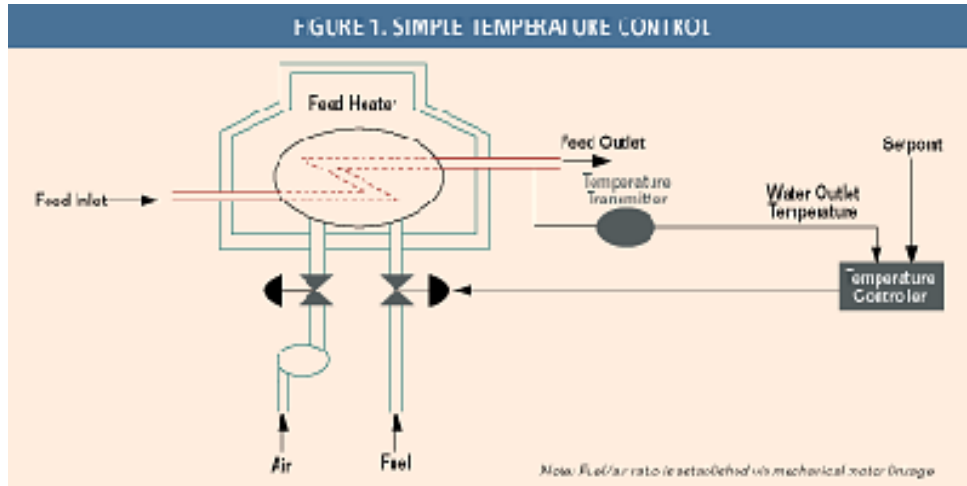 FIGURE 1. SIMPLE TEMPERATURE CONTROL
Feed Heater
Feed Outlet
Setpoint
Temperature
Transmitter
Water Outlet
Temperature
Feed Inlet
Temperature
Controller
Air
Fuel
Note: Fuel/air ratio is established via mechanical motor linkage